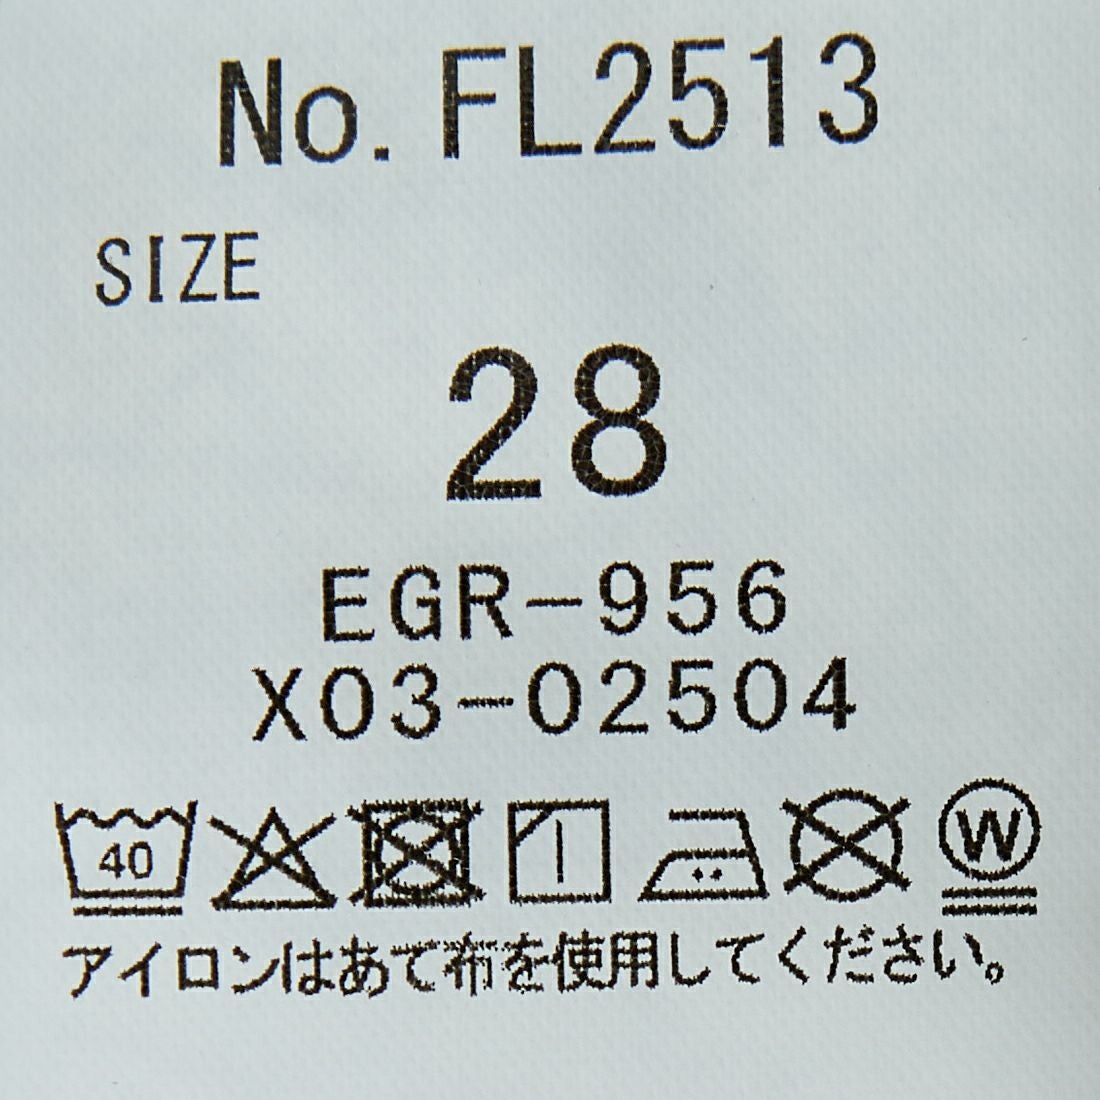 No. FL2513
SIZE
28
EGR-956
X03-02504
40 W
アイロンはあて布を使用してください。